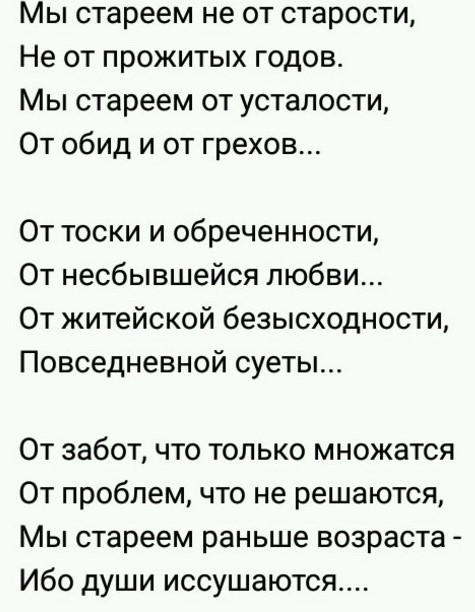 Мы стареем не от старости,
Не от прожитых годов.
Мы стареем от усталости,
От обид и от грехов...
От тоски и обреченности,
От несбывшейся любви...
От житейской безысходности,
Повседневной суеты...
От забот, что только множатся
От проблем, что не решаются,
Мы стареем раньше возраста -
Ибо души иссушаются....